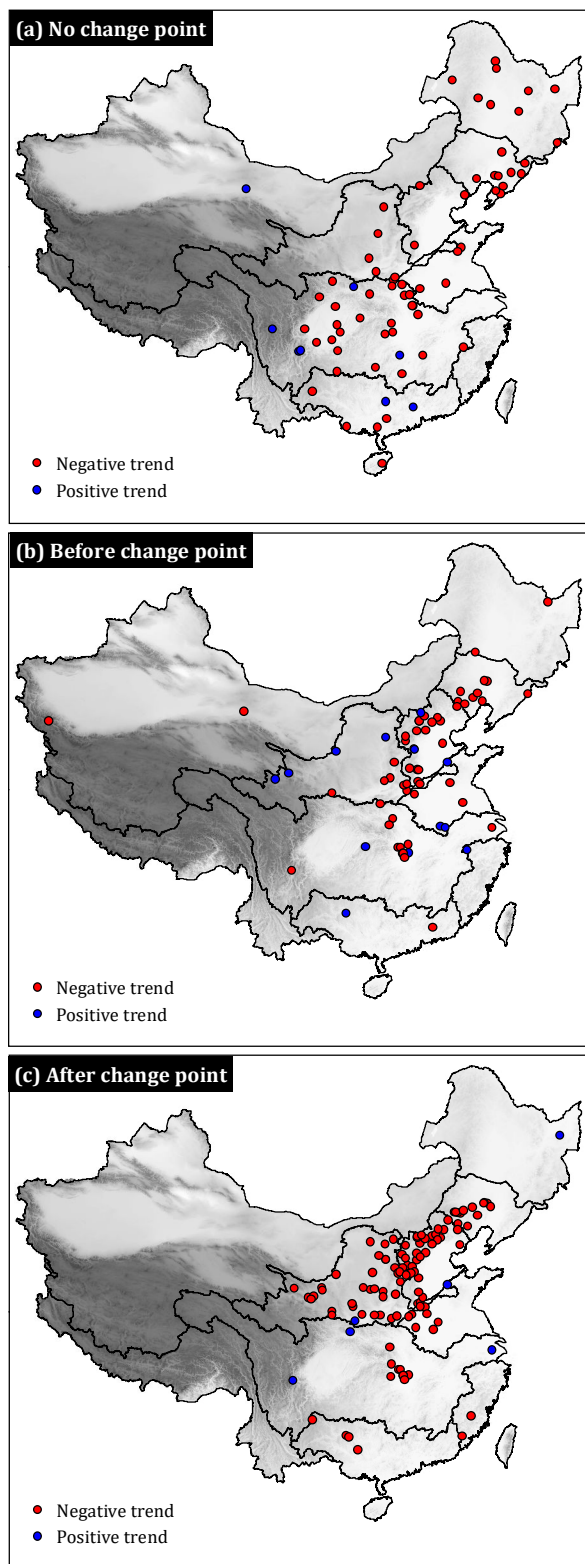 (a) No change point
Negative trend
Positive trend
(b) Before change point
Negative trend
Positive trend
(c) After change point
Negative trend
Positive trend